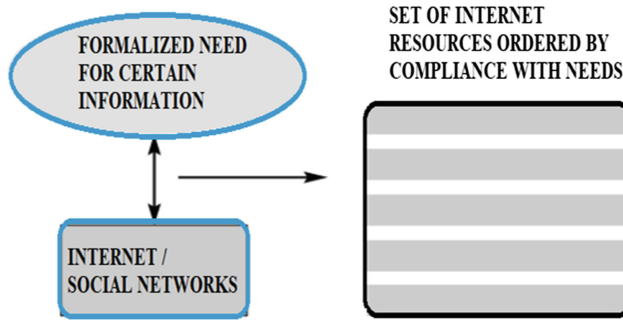 FORMALIZED NEED
FOR CERTAIN
INFORMATION
INTERNET /
SOCIAL NETWORKS
SET OF INTERNET
RESOURCES ORDERED BY
COMPLIANCE WITH NEEDS